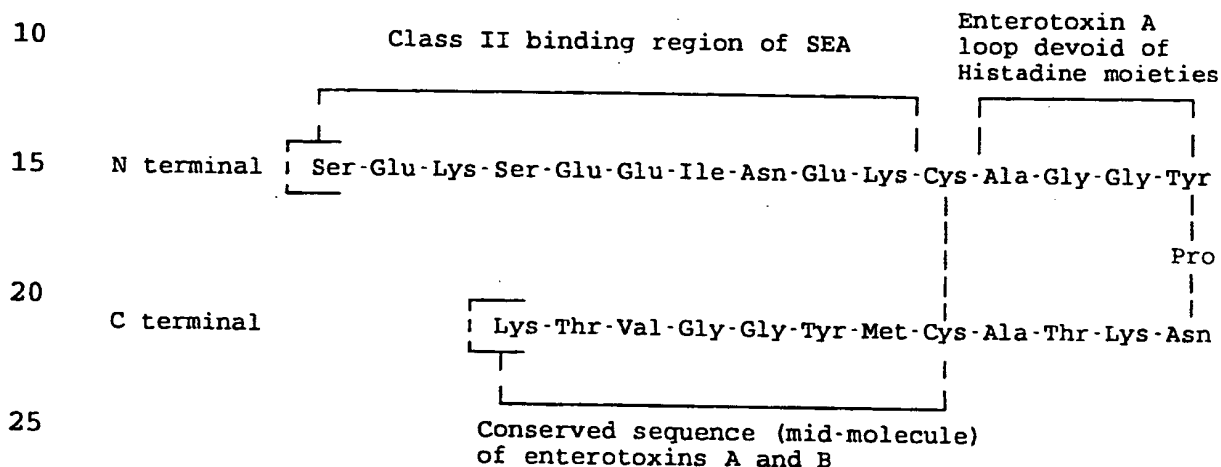 10
Class II binding region of SEA
Enterotoxin A
loop devoid of
Histadine moieties
15 N terminal Ser-Glu-Lys-Ser-Glu-Glu-Ile-Asn-Glu-Lys-Cys-Ala-Gly-Gly-Tyr
Pro
20
C terminal Lys-Thr-Val-Gly-Gly-Tyr-Met-Cys-Ala-Thr-Lys-Asn
25
Conserved sequence (mid-molecule)
of enterotoxins A and B